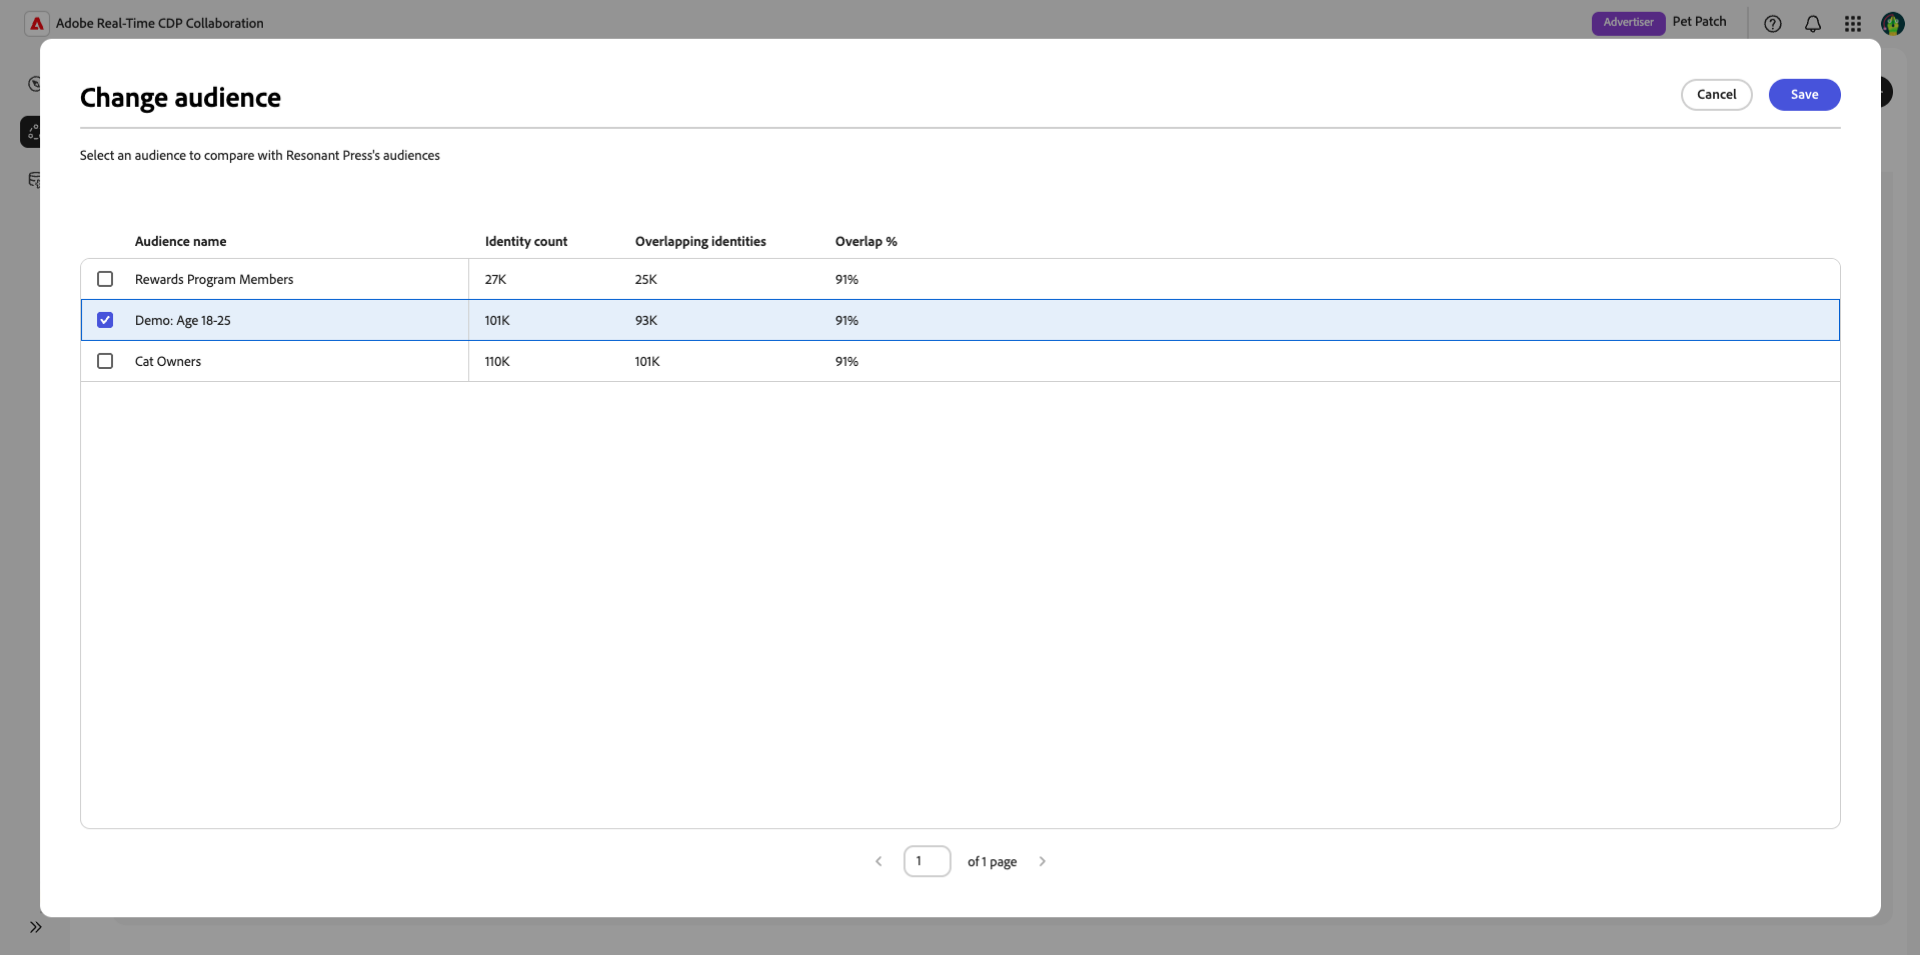 Adobe Real-Time CDP Collaboration
Advertiser Pet Patch
Change audience
Cancel Save
Select an audience to compare with Resonant Press's audiences
Audience name Identity count Overlapping identities Overlap %
Rewards Program Members 27K 25K 91%
Demo: Age 18-25 101K 93K 91%
Cat Owners 110K 101K 91%
1 of 1 page